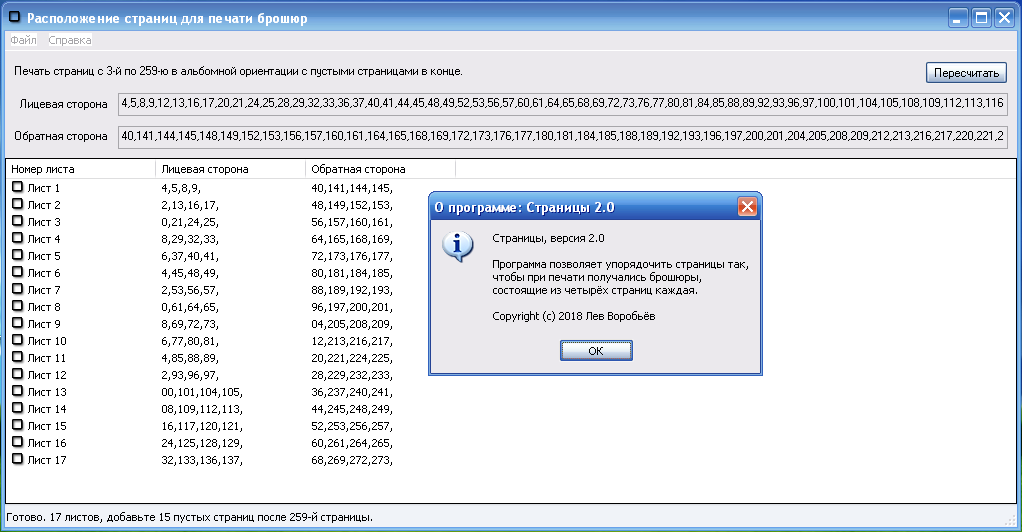 Расположение страниц для печати брошюр
Файл Справка
Печать страниц с 3-й по 259-ю в альбомной ориентации с пустыми страницами в конце.
Пересчитать
Лицевая сторона 4,5,8,9,12,13,16,17,20,21,24,25,28,29,32,33,36,37,40,41,44,45,48,49,52,53,56,57,60,61,64,65,68,69,72,73,76,77,80,81,84,85,88,89,92,93,96,97,100,101,104,105,108,109,112,113,116
Обратная сторона 40,141,144,145,148,149,152,153,156,157,160,161,164,165,168,169,172,173,176,177,180,181,184,185,188,189,192,193,196,197,200,201,204,205,208,209,212,213,216,217,220,221,2
Номер листа Лицевая сторона Обратная сторона
Лист 1 4,5,8,9, 40,141,144,145,
Лист 2 2,13,16,17, 48,149,152,153,
Лист 3 0,21,24,25, 56,157,160,161,
Лист 4 8,29,32,33, 64,165,168,169,
Лист 5 6,37,40,41, 72,173,176,177,
Лист 6 4,45,48,49, 80,181,184,185,
Лист 7 2,53,56,57, 88,189,192,193,
Лист 8 0,61,64,65, 96,197,200,201,
Лист 9 8,69,72,73, 04,205,208,209,
Лист 10 6,77,80,81, 12,213,216,217,
Лист 11 4,85,88,89, 20,221,224,225,
Лист 12 2,93,96,97, 28,229,232,233,
Лист 13 00,101,104,105, 36,237,240,241,
Лист 14 08,109,112,113, 44,245,248,249,
Лист 15 16,117,120,121, 52,253,256,257,
Лист 16 24,125,128,129, 60,261,264,265,
Лист 17 32,133,136,137, 68,269,272,273,
О программе: Страницы 2.0
Страницы, версия 2.0
Программа позволяет упорядочить страницы так,
чтобы при печати получались брошюры,
состоящие из четырёх страниц каждая.
Copyright (c) 2018 Лев Воробьёв
OK
Готово. 17 листов, добавьте 15 пустых страниц после 259-й страницы.